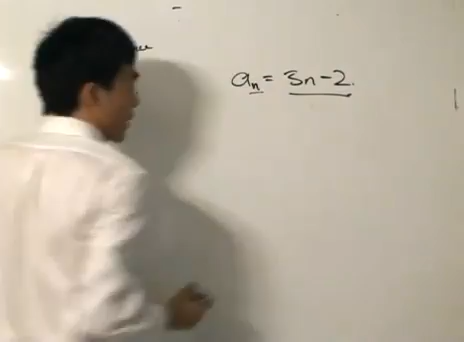 aₙ = 3n-2.